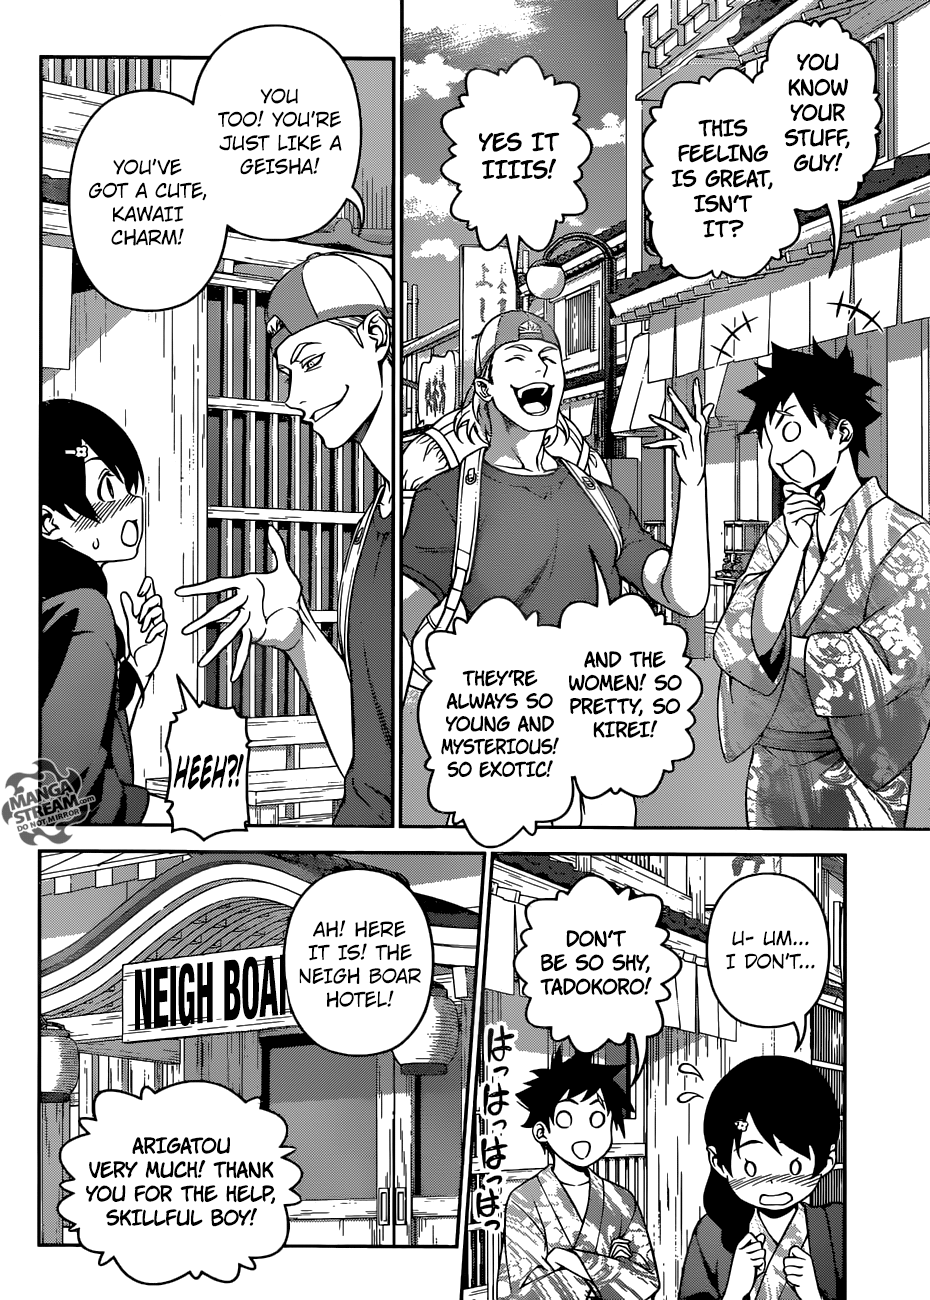 YOU
KNOW
YOUR
STUFF,
GUY!
THIS
FEELING
IS GREAT,
ISN'T
IT?
YES IT
IIIIS!
AND THE
WOMEN! SO
PRETTY, SO
KIREI!
THEY'RE
ALWAYS SO
YOUNG AND
MYSTERIOUS!
SO EXOTIC!
YOU
TOO! YOU'RE
JUST LIKE A
GEISHA!
YOU'VE
GOT A CUTE,
KAWAII
CHARM!
HEEH?!
MANGA
STREAM.com
DO NOT MIRROR
U- UM...
I DON'T...
DON'T
BE SO SHY,
TADOKORO!
はっはっはっはっ
AH! HERE
IT IS! THE
NEIGH BOAR
HOTEL!
NEIGH BOAR
ARIGATOU
VERY MUCH! THANK
YOU FOR THE HELP,
SKILLFUL BOY!